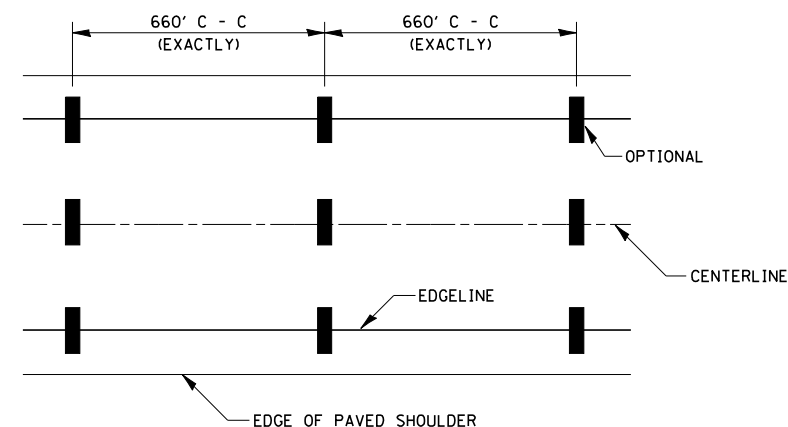 660' C - C
(EXACTLY)
660' C - C
(EXACTLY)
OPTIONAL
CENTERLINE
EDGELINE
EDGE OF PAVED SHOULDER